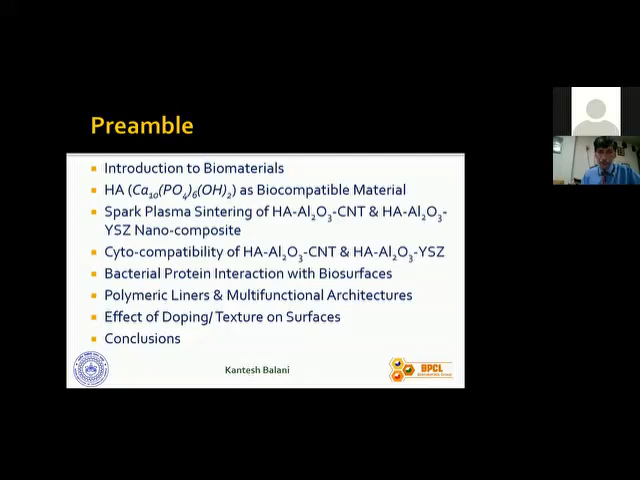 Preamble
Introduction to Biomaterials
HA (Ca₁₀(PO₄)₆(OH)₂) as Biocompatible Material
Spark Plasma Sintering of HA-Al₂O₃-CNT & HA-Al₂O₃-
YSZ Nano-composite
Cyto-compatibility of HA-Al₂O₃-CNT & HA-Al₂O₃-YSZ
Bacterial Protein Interaction with Biosurfaces
Polymeric Liners & Multifunctional Architectures
Effect of Doping/ Texture on Surfaces
Conclusions
Kantesh Balani
BPCL